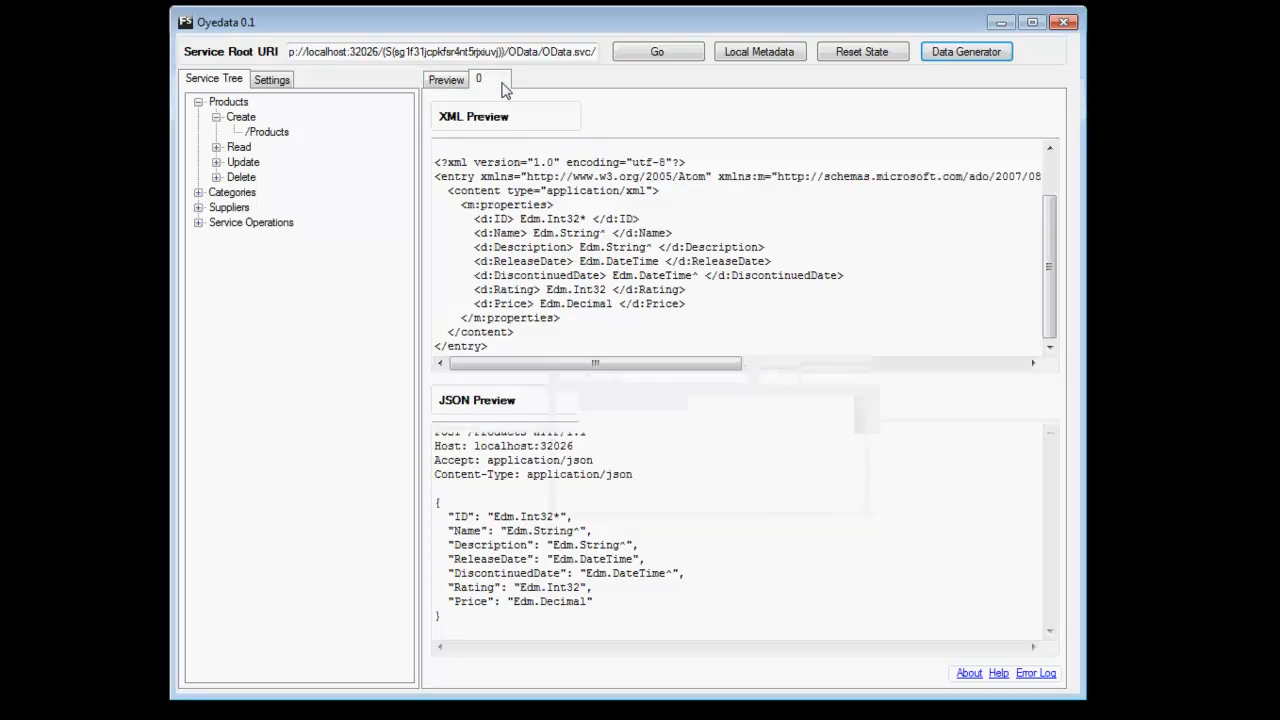 FS Oyedata 0.1
Service Root URI p://localhost:32026/(S(sg1f31jcpkfsr4nt5rjxiuvj))/OData/OData.svc/ Go Local Metadata Reset State Data Generator
Service Tree Settings
Preview 0
Products
Create
/Products
Read
Update
Delete
Categories
Suppliers
Service Operations
XML Preview
<?xml version="1.0" encoding="utf-8"?>
<entry xmlns="http://www.w3.org/2005/Atom" xmlns:m="http://schemas.microsoft.com/ado/2007/08
<content type="application/xml">
<m:properties>
<d:ID> Edm.Int32* </d:ID>
<d:Name> Edm.String^ </d:Name>
<d:Description> Edm.String^ </d:Description>
<d:ReleaseDate> Edm.DateTime </d:ReleaseDate>
<d:DiscontinuedDate> Edm.DateTime^ </d:DiscontinuedDate>
<d:Rating> Edm.Int32 </d:Rating>
<d:Price> Edm.Decimal </d:Price>
</m:properties>
</content>
</entry>
JSON Preview
Host: localhost:32026
Accept: application/json
Content-Type: application/json
{
"ID": "Edm.Int32*",
"Name": "Edm.String^",
"Description": "Edm.String^",
"ReleaseDate": "Edm.DateTime",
"DiscontinuedDate": "Edm.DateTime^",
"Rating": "Edm.Int32",
"Price": "Edm.Decimal"
}
About Help Error Log